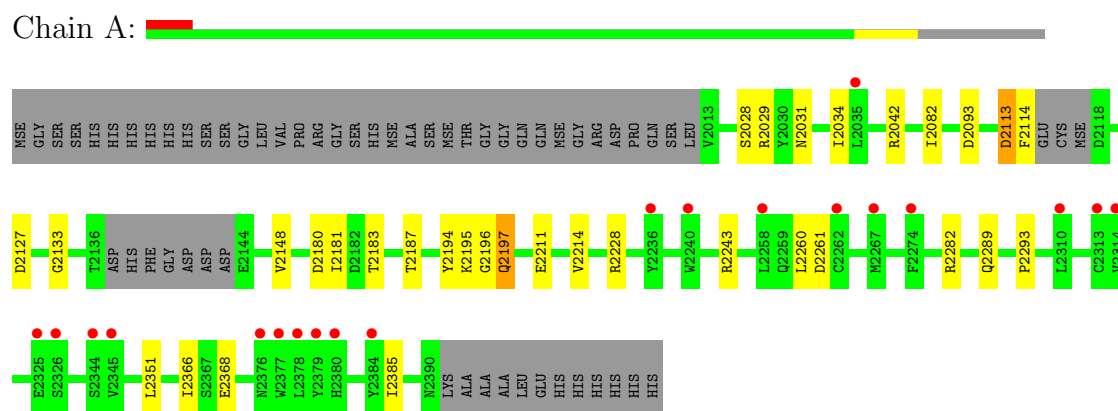 Chain A:
MSE GLY SER SER HIS HIS HIS HIS HIS HIS SER SER GLY LEU VAL PRO ARG GLY SER HIS MSE ALA SER MSE THR GLY GLY GLN GLN MSE GLY ARG ASP PRO GLN SER LEU V2013 S2028 R2029 Y2030 N2031 I2034 L2035 R2042 I2082 D2093 D2113 F2114 GLU CYS MSE D2118
D2127 G2133 T2136 ASP HIS PHE GLY ASP ASP ASP E2144 V2148 D2180 I2181 D2182 T2183 T2187 Y2194 K2195 G2196 Q2197 E2211 V2214 R2228 Y2236 W2240 R2243 L2258 Q2259 L2260 D2261 C2262 M2267 F2274 R2282 Q2289 P2293 L2310 C2313 V2314
E2325 S2326 S2344 V2345 L2351 I2366 S2367 E2368 N2376 W2377 L2378 Y2379 H2380 Y2384 I2385 N2390 LYS ALA ALA ALA LEU GLU HIS HIS HIS HIS HIS HIS